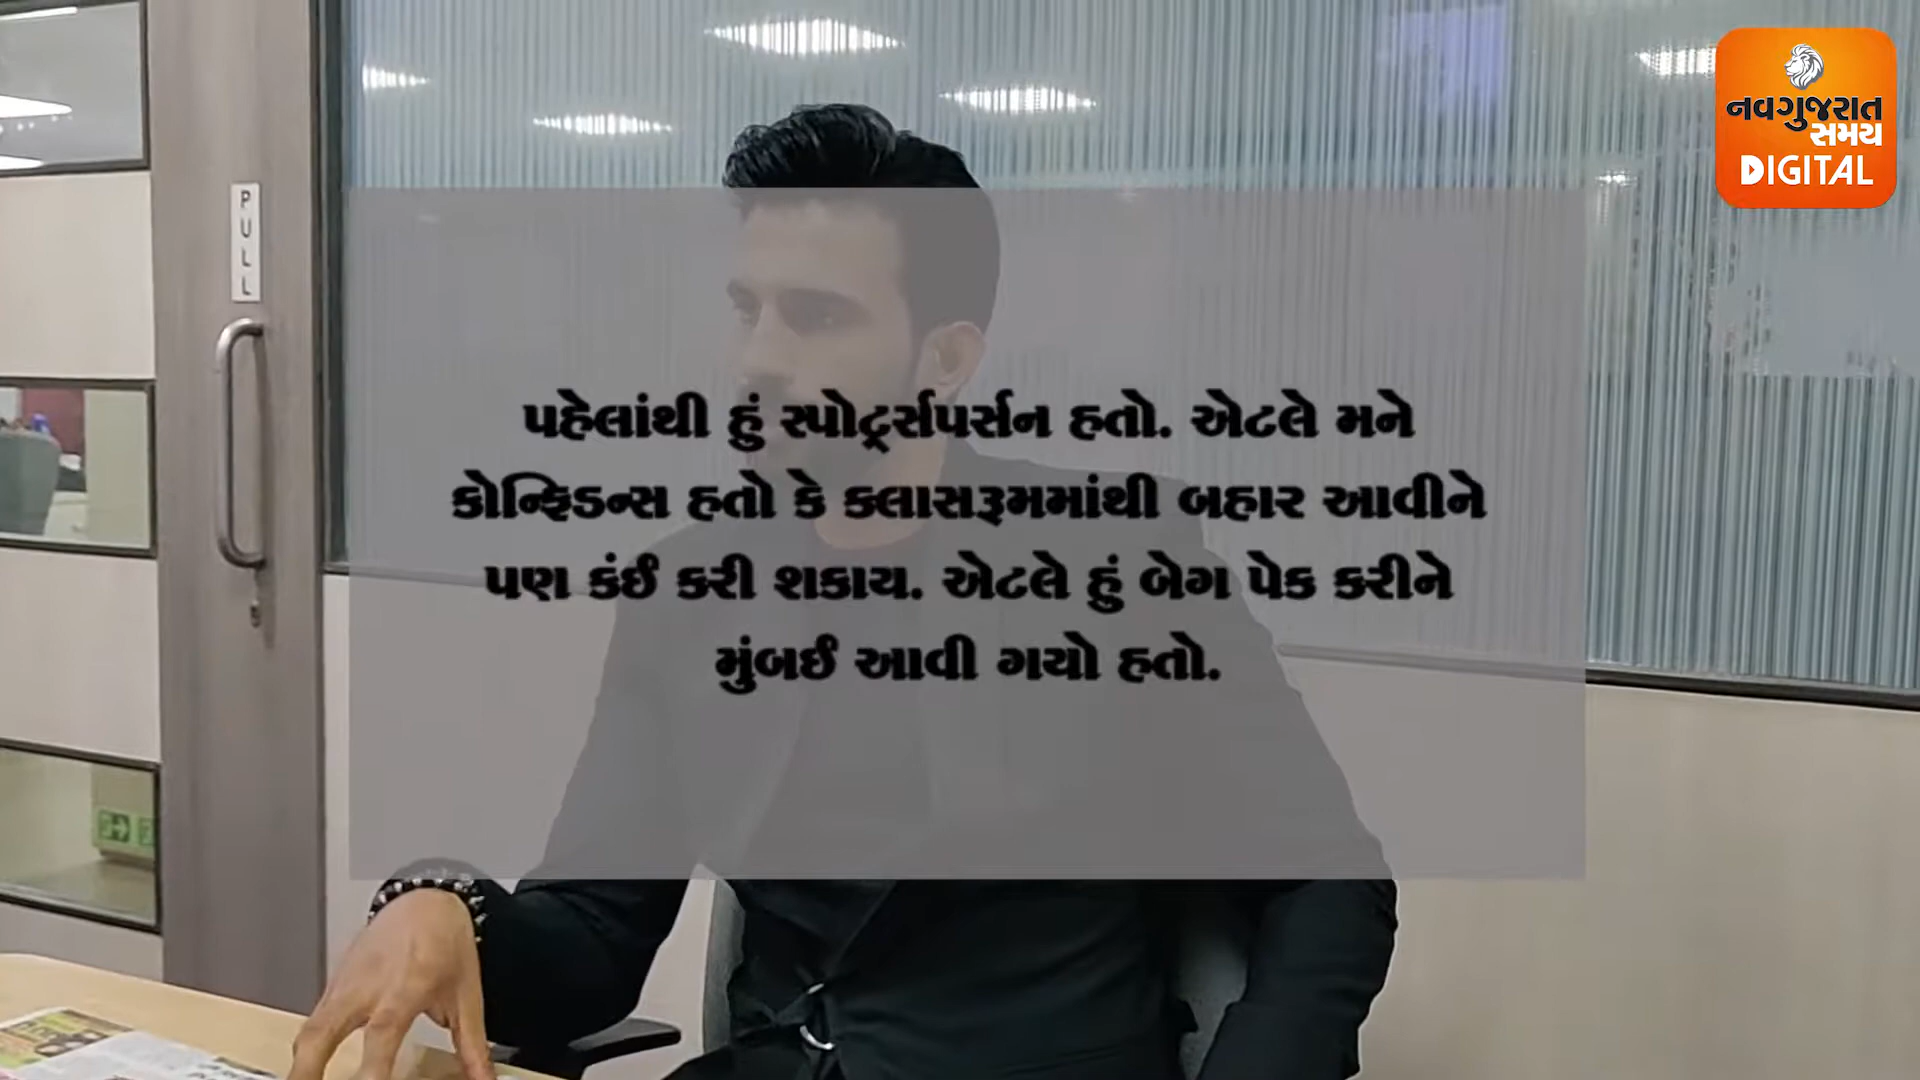 PULL
નવગુજરાત
સમય
DIGITAL
પહેલાંથી હું સ્પોર્ટ્ર્સપર્સન હતો. એટલે મને
કોન્ફિડન્સ હતો કે ક્લાસરૂમમાંથી બહાર આવીને
પણ કંઈ કરી શકાય. એટલે હું બેગ પેક કરીને
મુંબઈ આવી ગયો હતો.